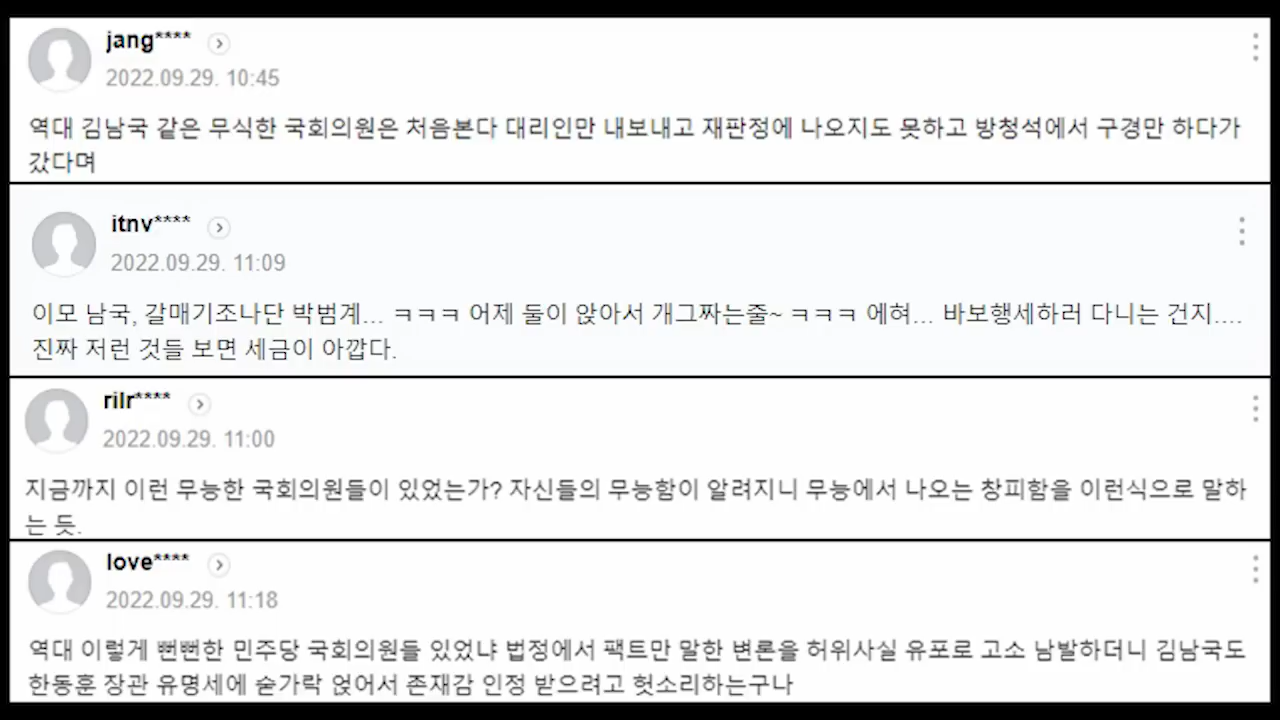 jang****
2022.09.29. 10:45
역대 김남국 같은 무식한 국회의원은 처음본다 대리인만 내보내고 재판정에 나오지도 못하고 방청석에서 구경만 하다가
갔다며
itnv****
2022.09.29. 11:09
이모 남국, 갈매기조나단 박범계... ㅋㅋㅋ 어제 둘이 앉아서 개그짜는줄~ ㅋㅋㅋ 에혀... 바보행세하러 다니는 건지....
진짜 저런 것들 보면 세금이 아깝다.
rilr****
2022.09.29. 11:00
지금까지 이런 무능한 국회의원들이 있었는가? 자신들의 무능함이 알려지니 무능에서 나오는 창피함을 이런식으로 말하
는 듯.
love****
2022.09.29. 11:18
역대 이렇게 뻔뻔한 민주당 국회의원들 있었냐 법정에서 팩트만 말한 변론을 허위사실 유포로 고소 남발하더니 김남국도
한동훈 장관 유명세에 숟가락 얹어서 존재감 인정 받으려고 헛소리하는구나